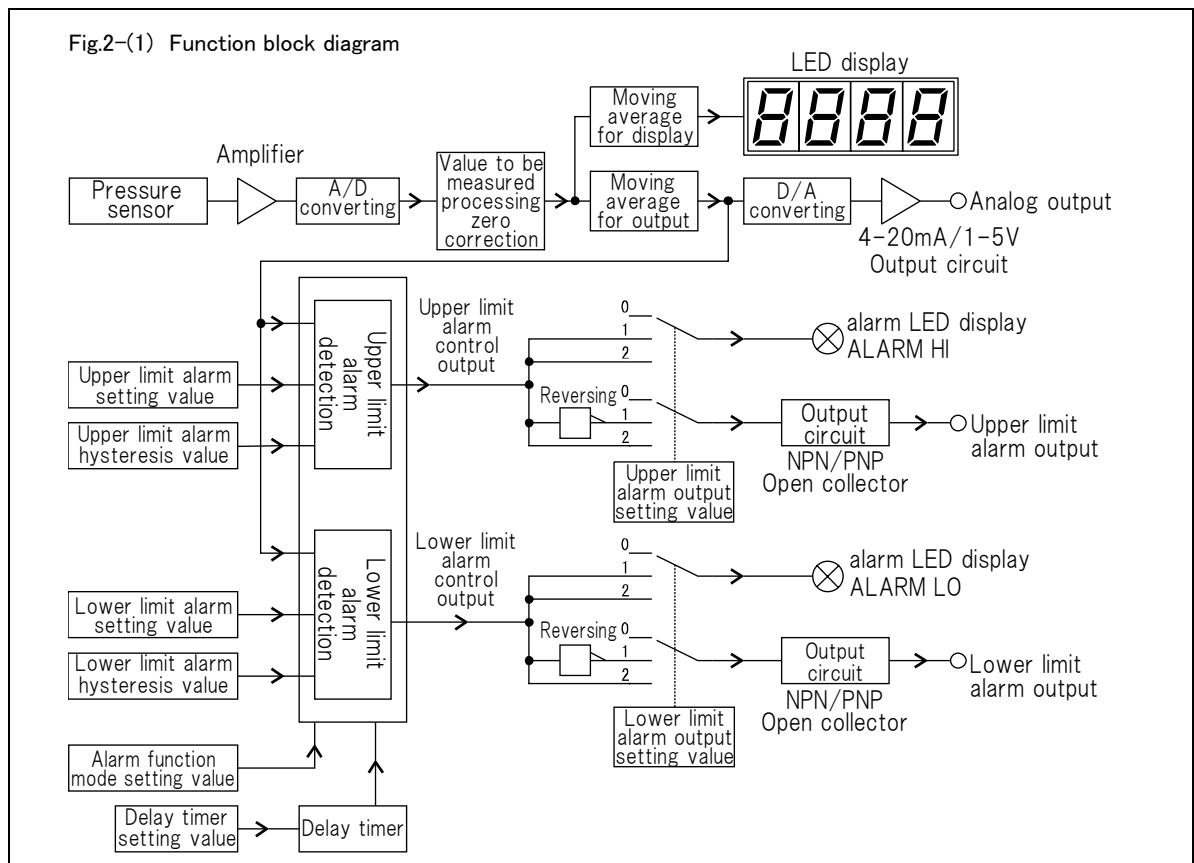 Fig.2-(1) Function block diagram
LED display
8888
Moving
average
for display
Amplifier
Pressure
sensor
A/D
converting
Value to be
measured
processing
zero
correction
Moving
average
for output
D/A
converting
Analog output
4-20mA/1-5V
Output circuit
Upper limit
alarm
detection
Upper limit
alarm
control
output
0
1
2
alarm LED display
ALARM HI
Upper limit alarm
setting value
Upper limit alarm
hysteresis value
Reversing
0
1
2
Output
circuit
NPN/PNP
Open collector
Upper limit
alarm output
Upper limit
alarm output
setting value
Lower limit
alarm
detection
Lower limit
alarm
control
output
0
1
2
alarm LED display
ALARM LO
Lower limit alarm
setting value
Lower limit alarm
hysteresis value
Reversing
0
1
2
Output
circuit
NPN/PNP
Open collector
Lower limit
alarm output
Lower limit
alarm output
setting value
Alarm function
mode setting value
Delay timer
setting value
Delay timer